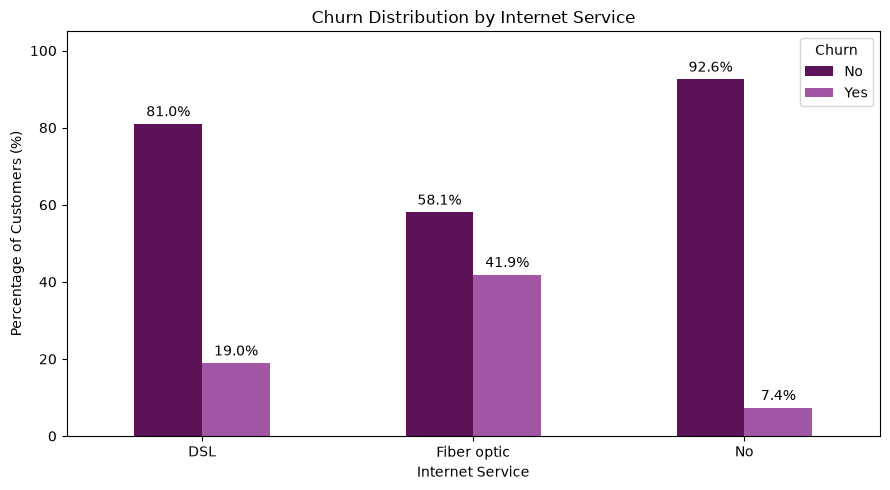 Churn Distribution by Internet Service
Percentage of Customers (%)
100
80
60
40
20
0
81.0%
19.0%
58.1%
41.9%
92.6%
7.4%
Churn
No
Yes
DSL
Fiber optic
No
Internet Service